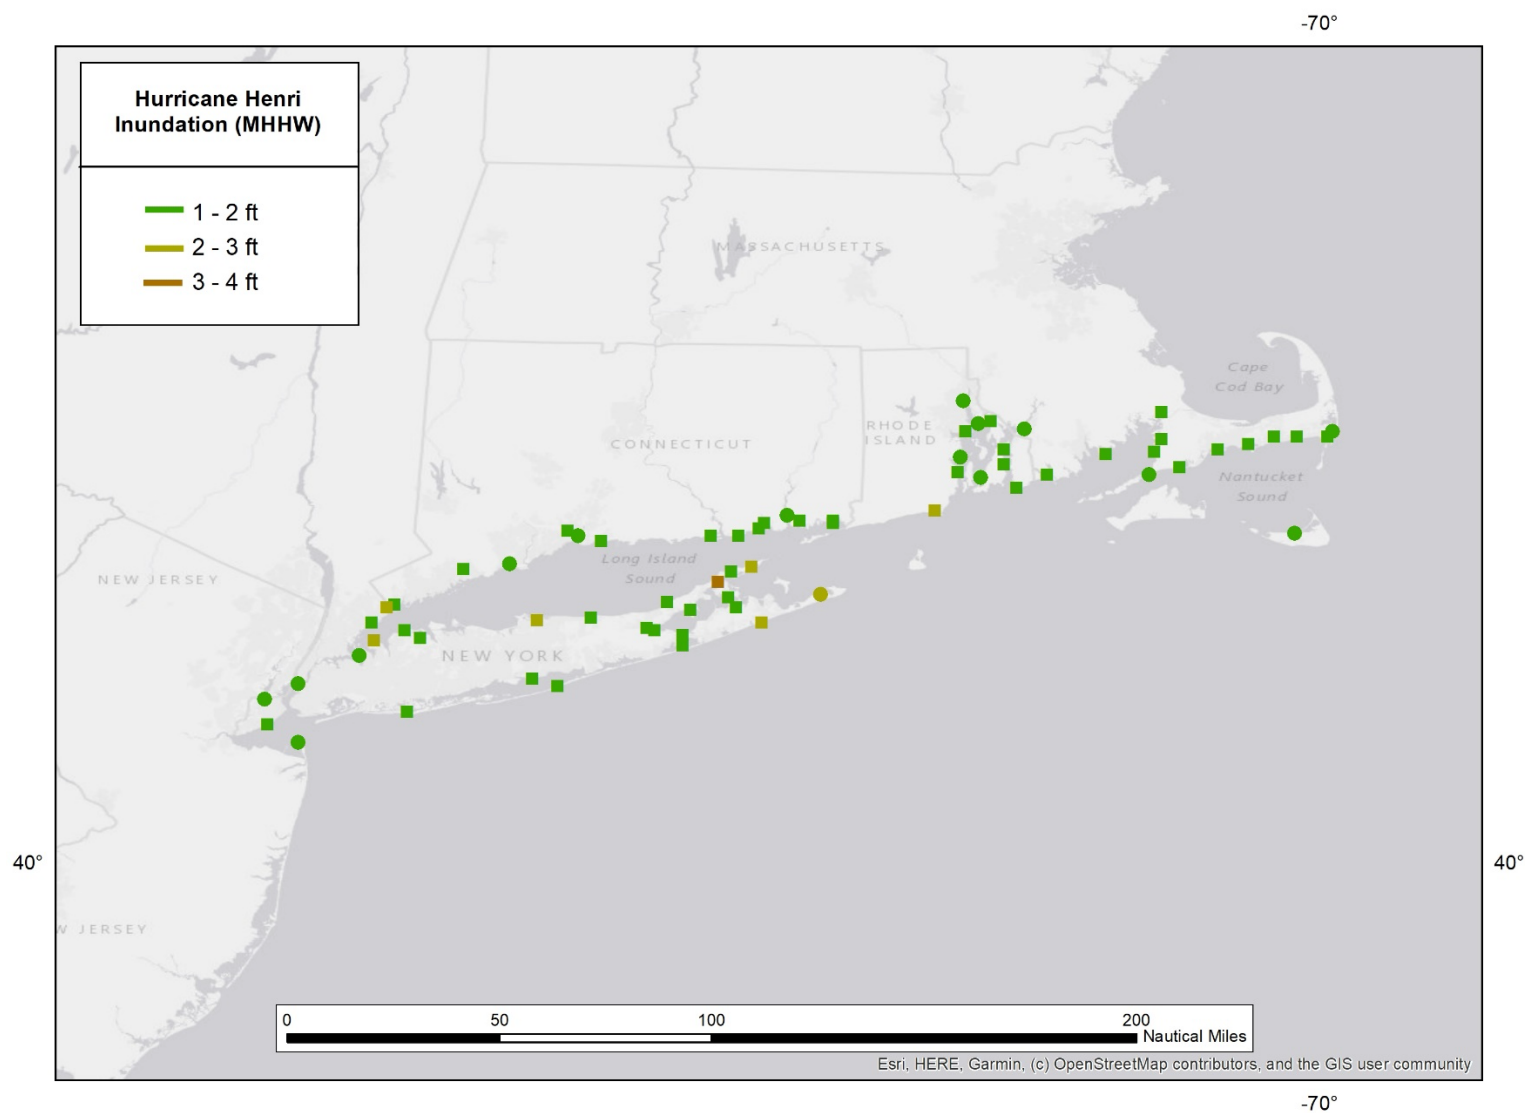 -70°
Hurricane Henri
Inundation (MHHW)
1 - 2 ft
2 - 3 ft
3 - 4 ft
MASSACHUSETTS
Cape
Cod Bay
RHODE
ISLAND
CONNECTICUT
Nantucket
Sound
Long Island
Sound
NEW JERSEY
NEW YORK
40°
40°
W JERSEY
0
50
100
200
Nautical Miles
Esri, HERE, Garmin, (c) OpenStreetMap contributors, and the GIS user community
-70°